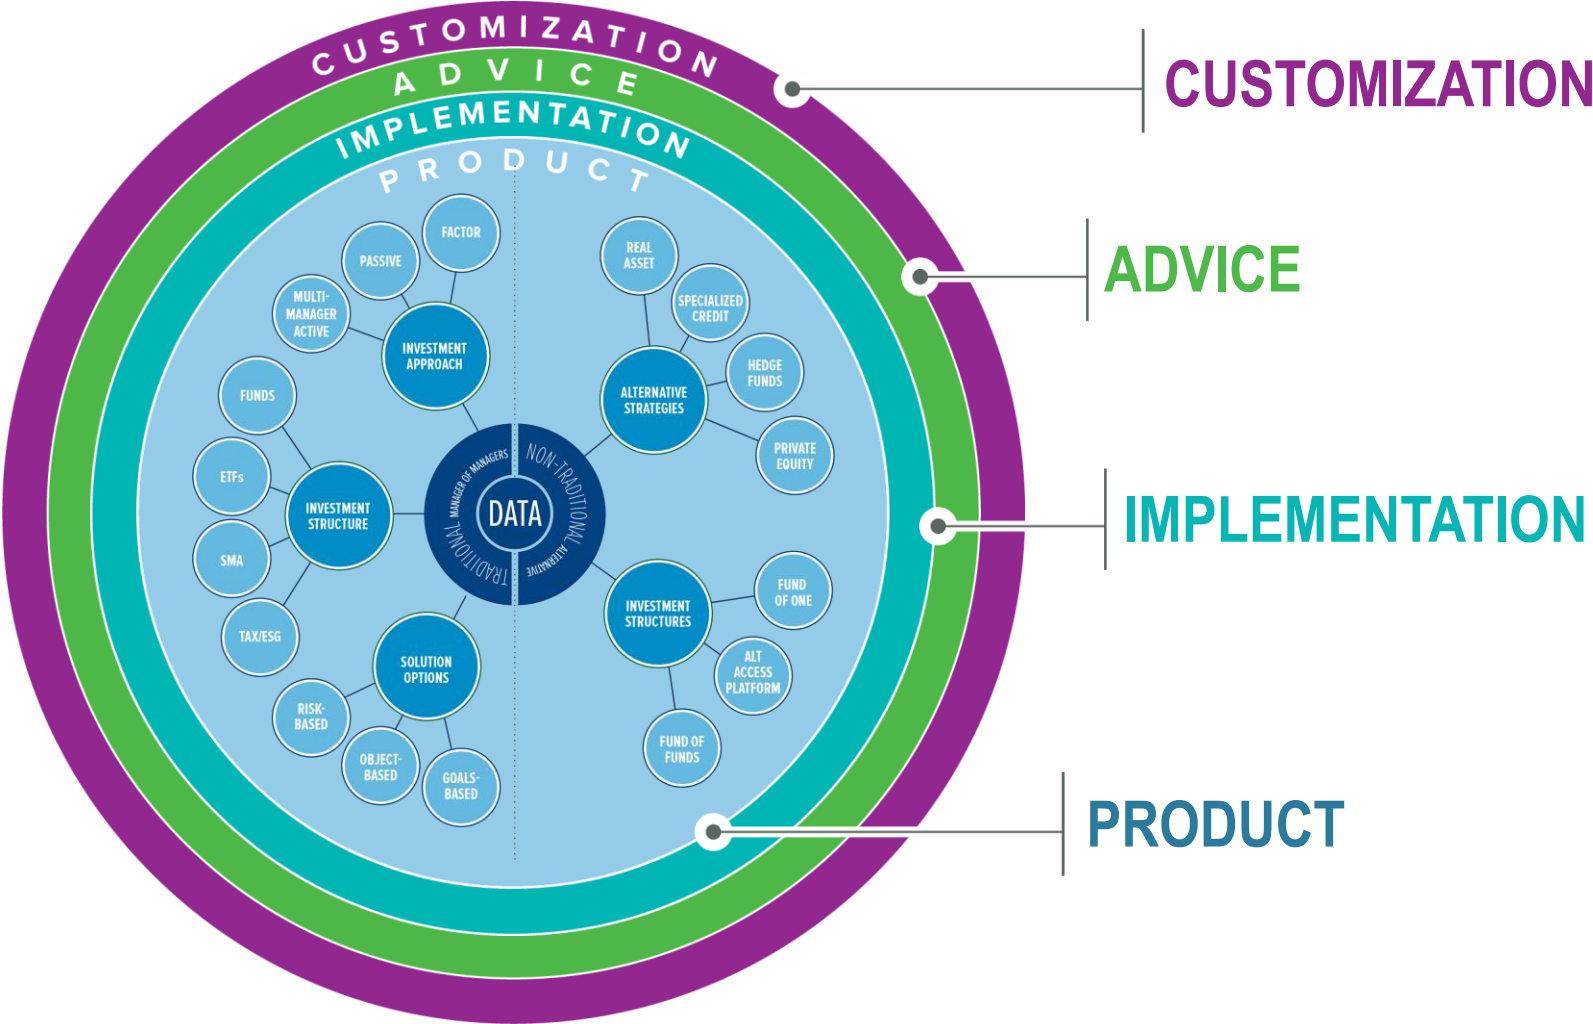 CUSTOMIZATION
ADVICE
IMPLEMENTATION
PRODUCT
FACTOR
PASSIVE
MULTI-
MANAGER
ACTIVE
INVESTMENT
APPROACH
FUNDS
ETFs
SMA
TAX/ESG
INVESTMENT
STRUCTURE
SOLUTION
OPTIONS
RISK-
BASED
OBJECT-
BASED
GOALS-
BASED
TRADITIONAL MANAGER OF MANAGERS
DATA
NON-TRADITIONAL ALTERNATIVE
REAL
ASSET
SPECIALIZED
CREDIT
HEDGE
FUNDS
PRIVATE
EQUITY
ALTERNATIVE
STRATEGIES
INVESTMENT
STRUCTURES
FUND
OF ONE
ALT
ACCESS
PLATFORM
FUND OF
FUNDS
CUSTOMIZATION
ADVICE
IMPLEMENTATION
PRODUCT